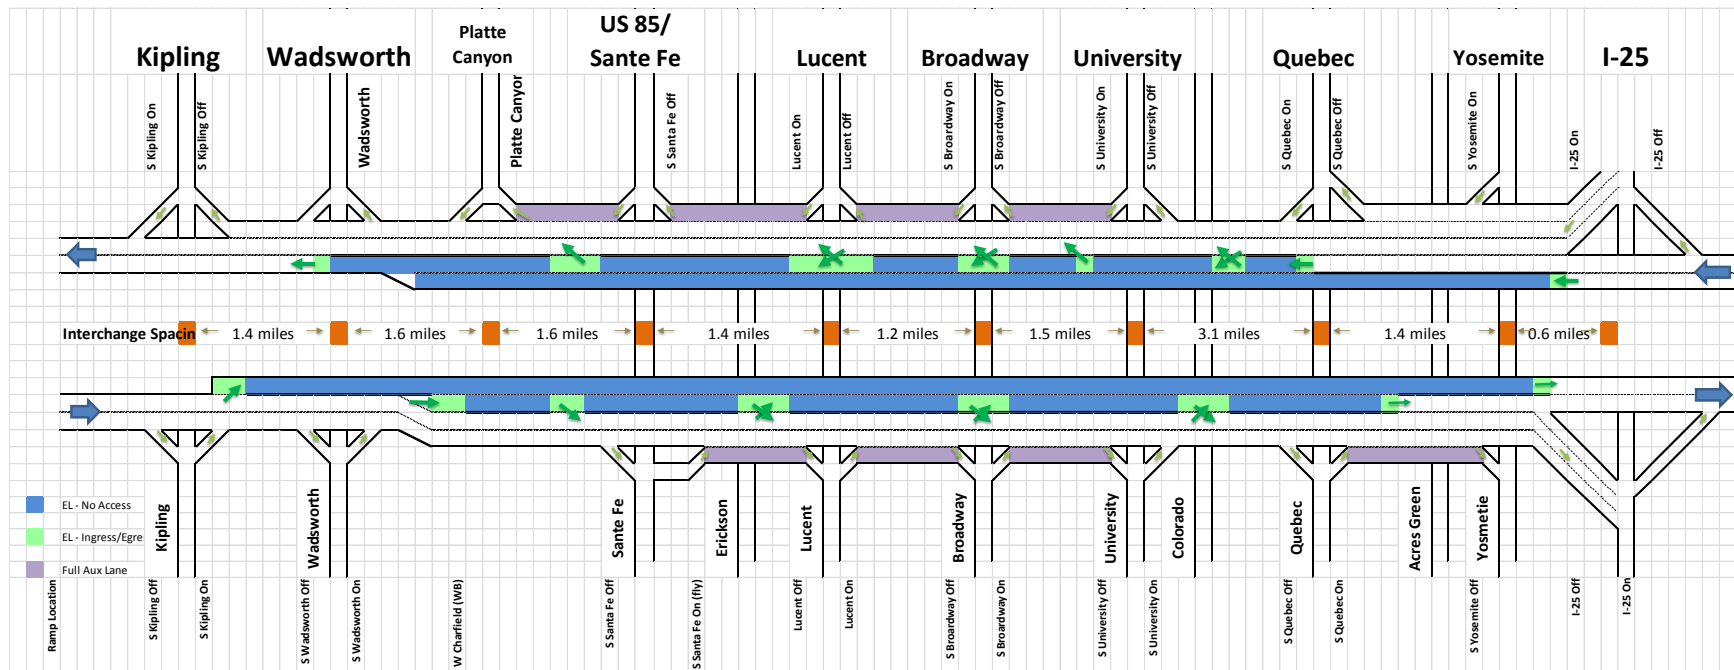 Kipling
Wadsworth
Platte
Canyon
US 85/
Sante Fe
Lucent
Broadway
University
Quebec
Yosemite
I-25
S Kipling On
S Kipling Off
Wadsworth
Platte Canyon
S Santa Fe Off
Lucent On
Lucent Off
S Broardway On
S Broardway Off
S University On
S University Off
S Quebec On
S Quebec Off
S Yosemite On
I-25 On
I-25 Off
Interchange Spacin
1.4 miles
1.6 miles
1.6 miles
1.4 miles
1.2 miles
1.5 miles
3.1 miles
1.4 miles
0.6 miles
EL - No Access
EL - Ingress/Egre
Full Aux Lane
Kipling
Wadsworth
Sante Fe
Erickson
Lucent
Broadway
University
Colorado
Quebec
Acres Green
Yosmetie
Ramp Location
S Kipling Off
S Kipling On
S Wadsworth Off
S Wadsworth On
W Charfield (WB)
S Santa Fe Off
S Santa Fe On (fly)
Lucent Off
Lucent On
S Broadway Off
S Broadway On
S University Off
S University On
S Quebec Off
S Quebec On
S Yosemite Off
I-25 Off
I-25 On